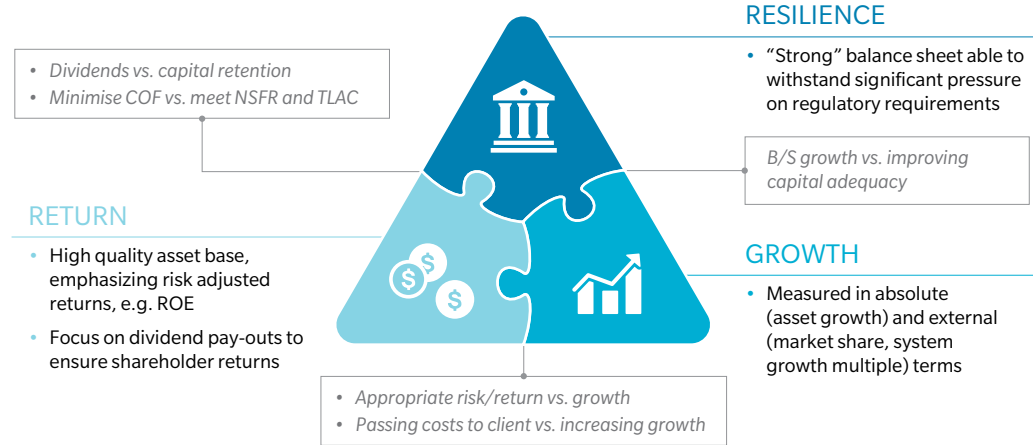 RESILIENCE
• “Strong” balance sheet able to
withstand significant pressure
on regulatory requirements
• Dividends vs. capital retention
• Minimise COF vs. meet NSFR and TLAC
B/S growth vs. improving
capital adequacy
RETURN
• High quality asset base,
emphasizing risk adjusted
returns, e.g. ROE
• Focus on dividend pay-outs to
ensure shareholder returns
$
$
$
GROWTH
• Measured in absolute
(asset growth) and external
(market share, system
growth multiple) terms
• Appropriate risk/return vs. growth
• Passing costs to client vs. increasing growth